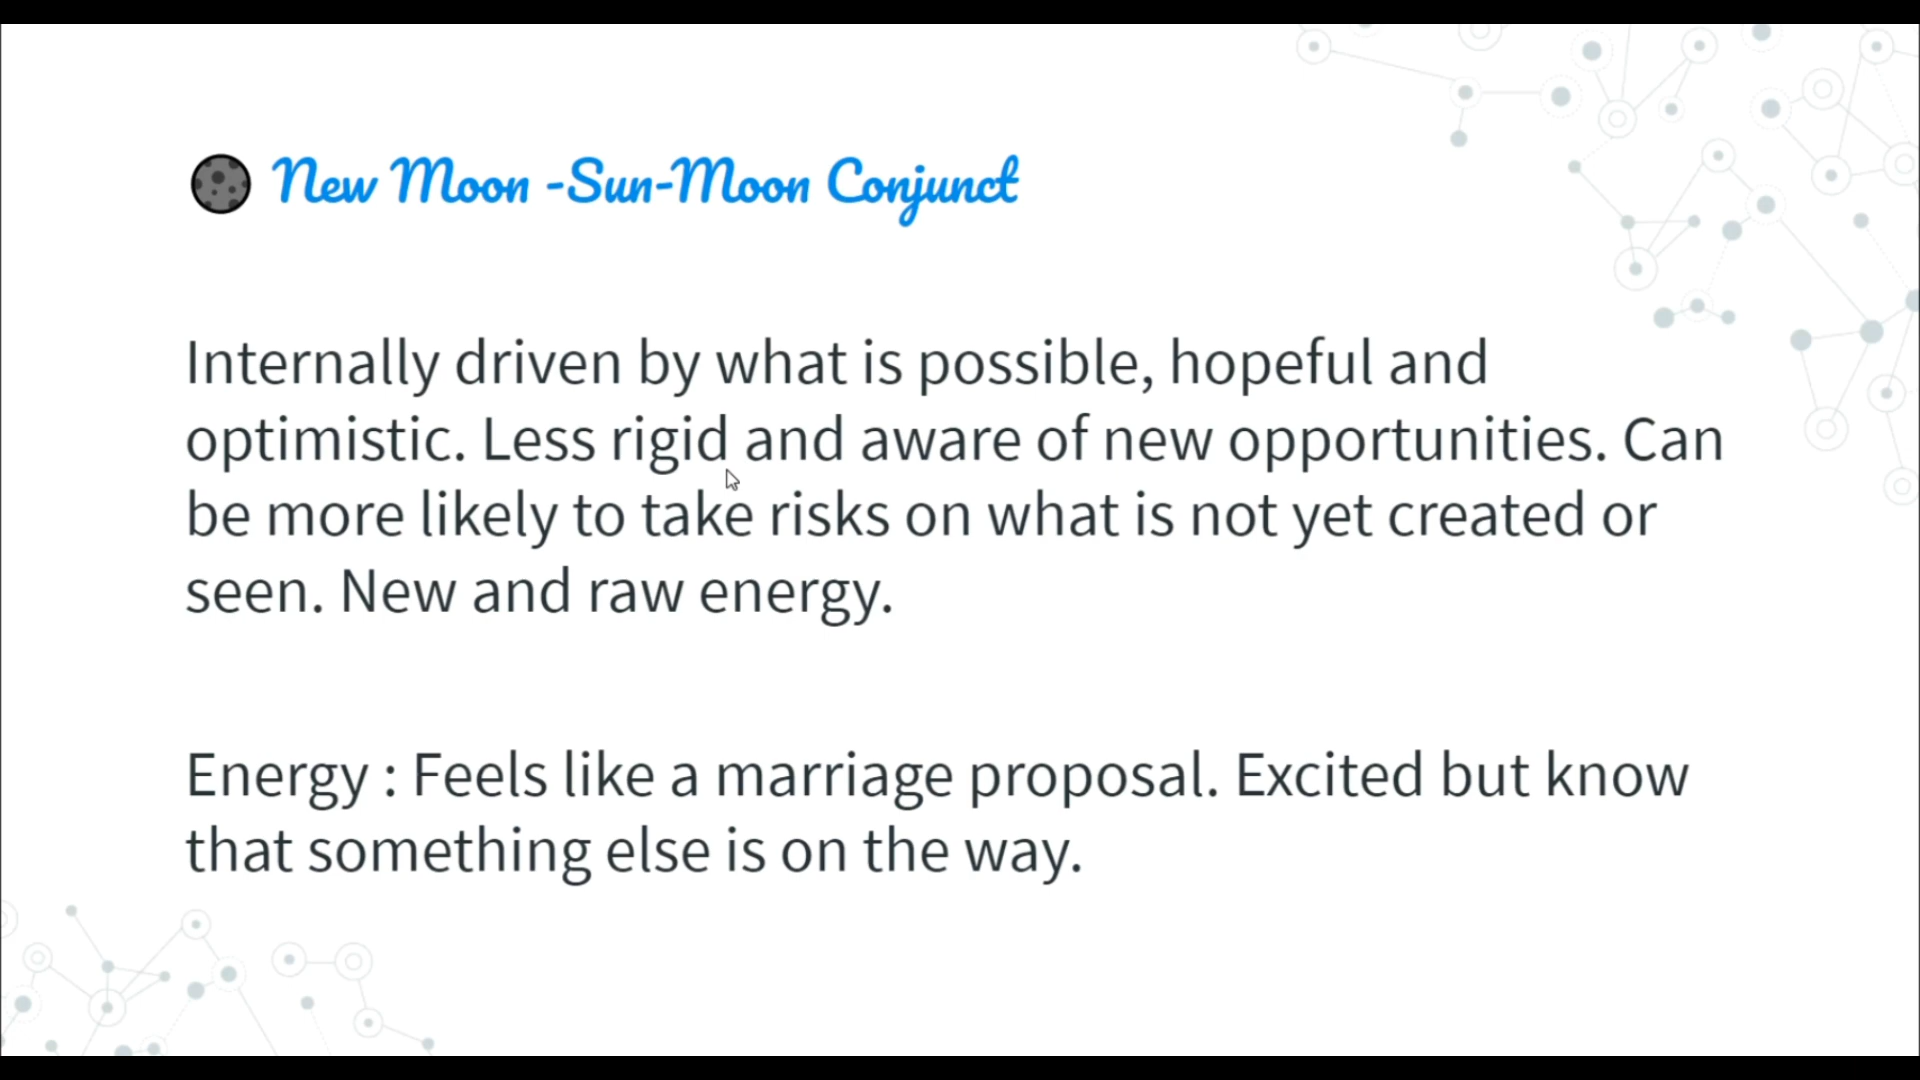 New Moon -Sun-Moon Conjunct
Internally driven by what is possible, hopeful and
optimistic. Less rigid and aware of new opportunities. Can
be more likely to take risks on what is not yet created or
seen. New and raw energy.
Energy : Feels like a marriage proposal. Excited but know
that something else is on the way.